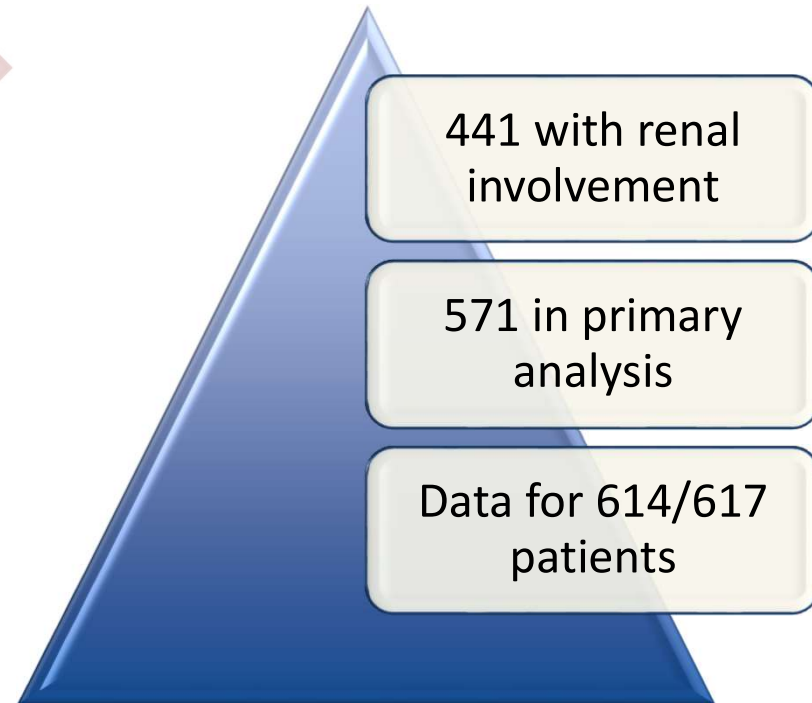 441 with renal
involvement
571 in primary
analysis
Data for 614/617
patients